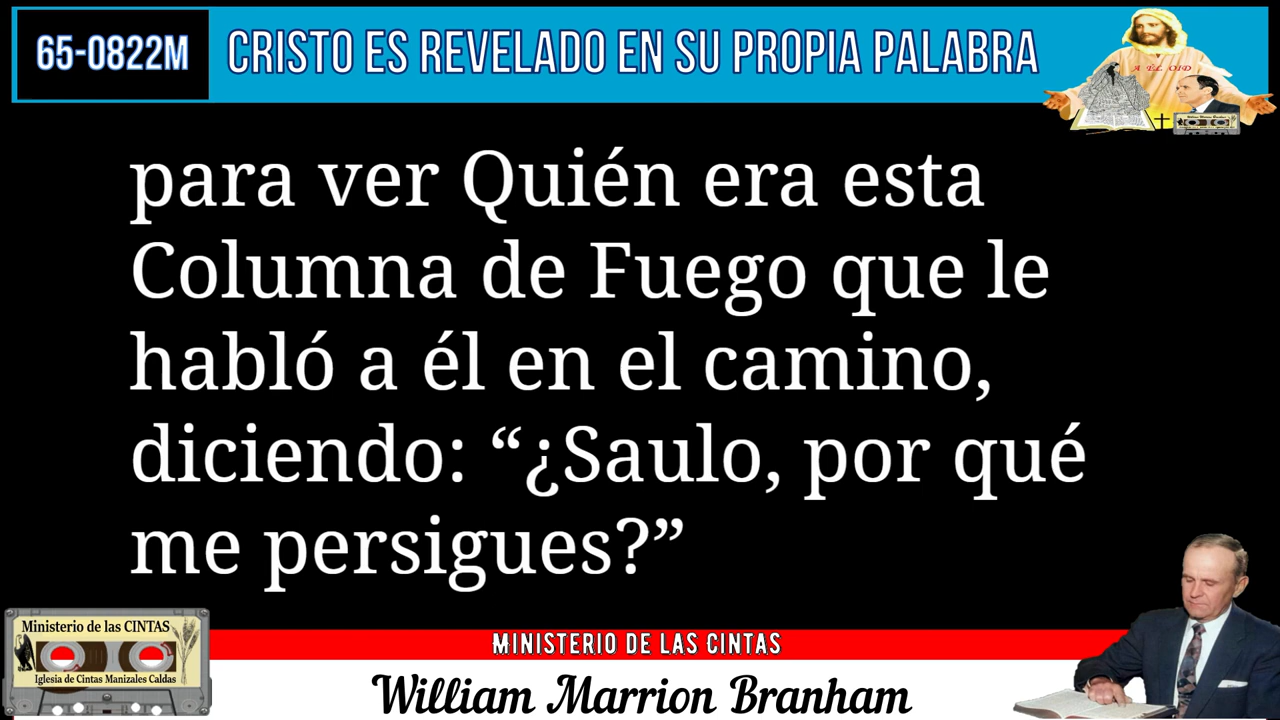 65-0822M
CRISTO ES REVELADO EN SU PROPIA PALABRA
A ÉL OID
para ver Quién era esta
Columna de Fuego que le
habló a él en el camino,
diciendo: “¿Saulo, por qué
me persigues?”
Ministerio de las CINTAS
Iglesia de Cintas Manizales Caldas
MINISTERIO DE LAS CINTAS
William Marrion Branham